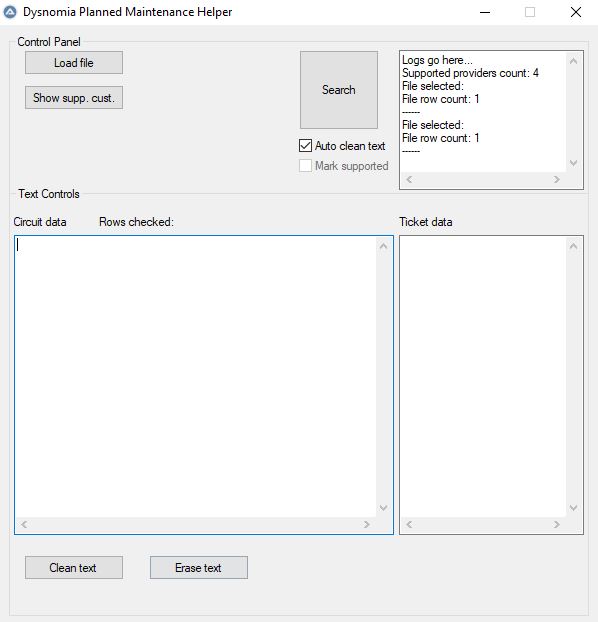 Dysnomia Planned Maintenance Helper
Control Panel
Load file
Show supp. cust.
Search
Auto clean text
Mark supported
Logs go here...
Supported providers count: 4
File selected:
File row count: 1
------
File selected:
File row count: 1
------
Text Controls
Circuit data Rows checked:
Ticket data
Clean text
Erase text